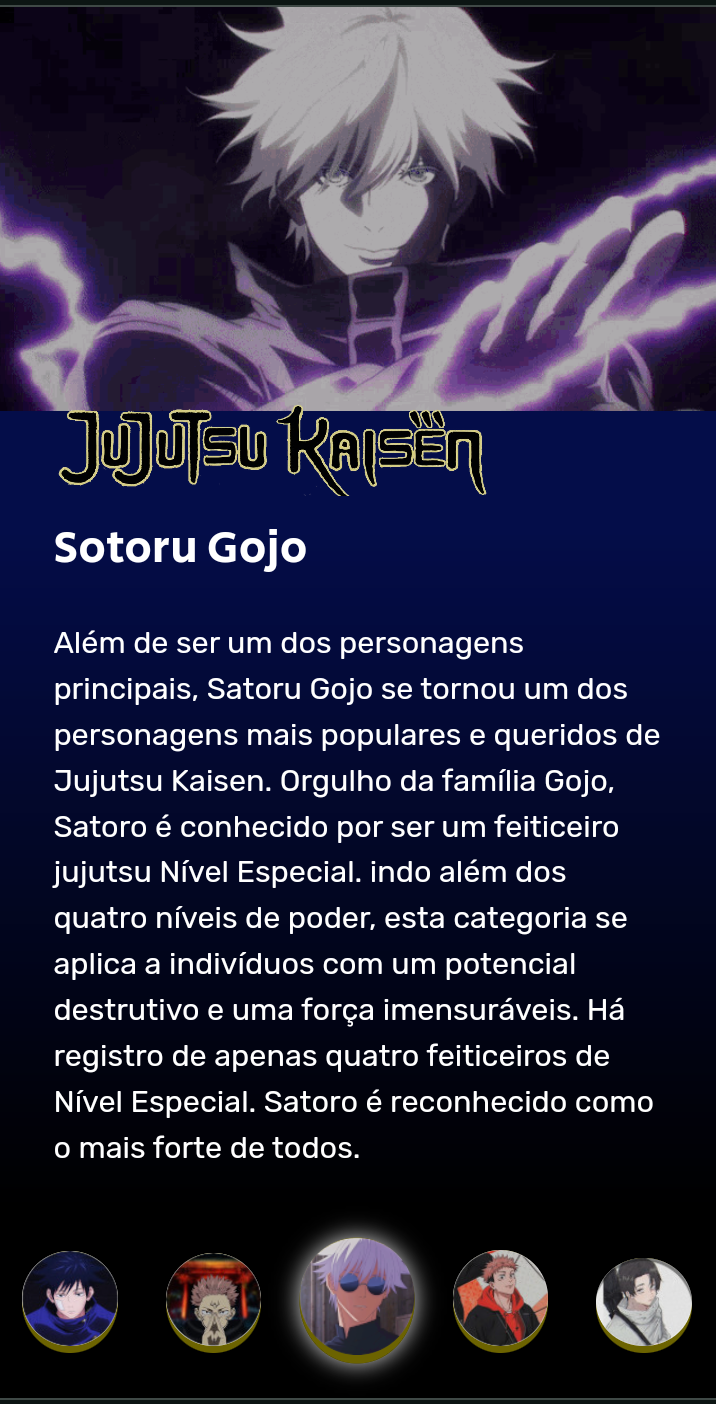 JUJUTSU KAISEN
Sotoru Gojo
Além de ser um dos personagens
principais, Satoru Gojo se tornou um dos
personagens mais populares e queridos de
Jujutsu Kaisen. Orgulho da família Gojo,
Satoro é conhecido por ser um feiticeiro
jujutsu Nível Especial. indo além dos
quatro níveis de poder, esta categoria se
aplica a indivíduos com um potencial
destrutivo e uma força imensuráveis. Há
registro de apenas quatro feiticeiros de
Nível Especial. Satoro é reconhecido como
o mais forte de todos.